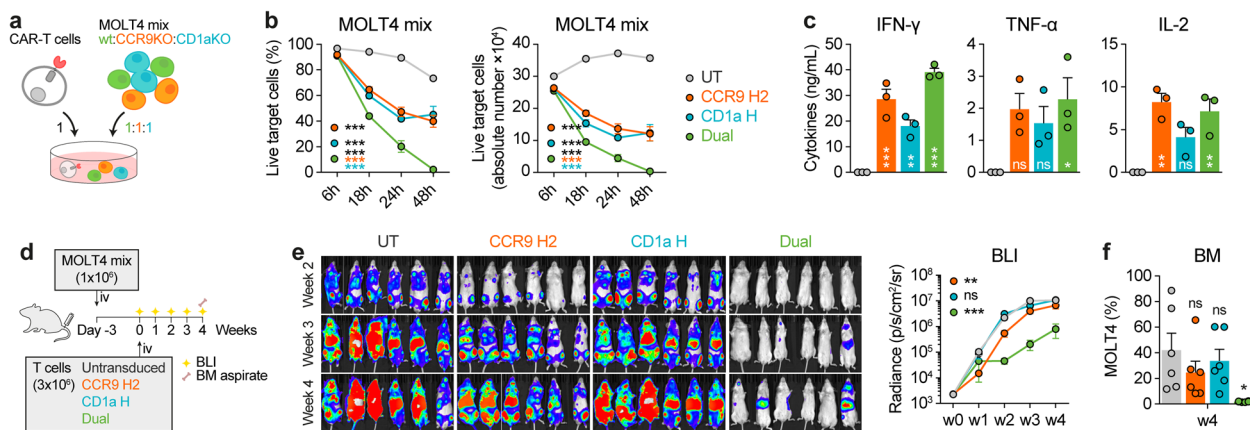 a
CAR-T cells
MOLT4 mix
wt:CCR9KO:CD1aKO
1
1:1:1
b
MOLT4 mix
Live target cells (%)
100
80
60
40
20
0
***
***
***
***
***
6h
18h
24h
48h
MOLT4 mix
Live target cells
(absolute number ×10⁴)
40
30
20
10
0
***
***
***
***
***
6h
18h
24h
48h
UT
CCR9 H2
CD1a H
Dual
c
Cytokines (ng/mL)
IFN-γ
50
40
30
20
10
0
***
**
***
TNF-α
5
4
3
2
1
0
ns
ns
*
IL-2
15
10
5
0
**
ns
**
d
MOLT4 mix
(1x10⁶)
iv
Day -3
0
1
2
3
4
Weeks
iv
T cells
(3x10⁶)
Untransduced
CCR9 H2
CD1a H
Dual
BLI
BM aspirate
e
UT
CCR9 H2
CD1a H
Dual
Week 2
Week 3
Week 4
BLI
Radiance (p/s/cm²/sr)
10⁸
10⁷
10⁶
10⁵
10⁴
10³
**
ns
***
w0
w1
w2
w3
w4
f
BM
MOLT4 (%)
100
80
60
40
20
0
ns
ns
*
w4